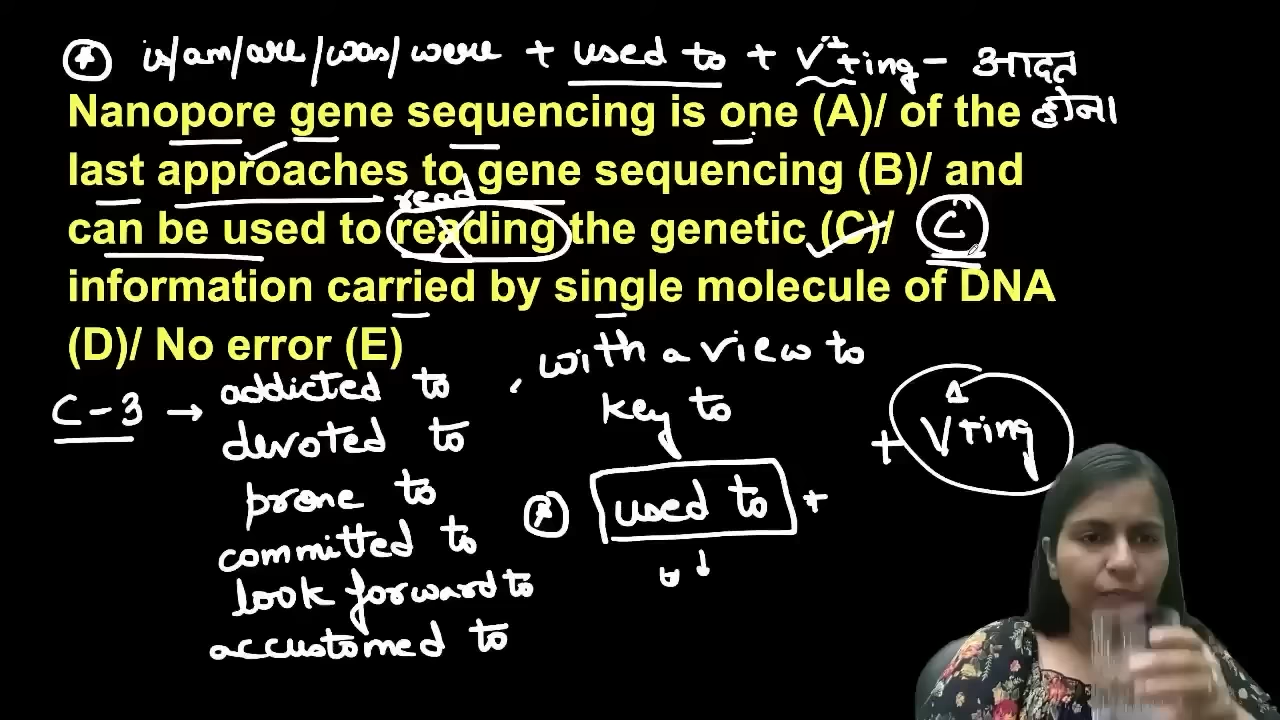 (*) is/am/are/was/were + used to + V¹+ing - आदत
Nanopore gene sequencing is one (A)/ of the होना
last approaches to gene sequencing (B)/ and
read
can be used to reading the genetic (C)/ C
information carried by single molecule of DNA
(D)/ No error (E)
C-3 → addicted to , with a view to
devoted to key to + V¹+ing
prone to (*) used to +
committed to
look forward to
accustomed to